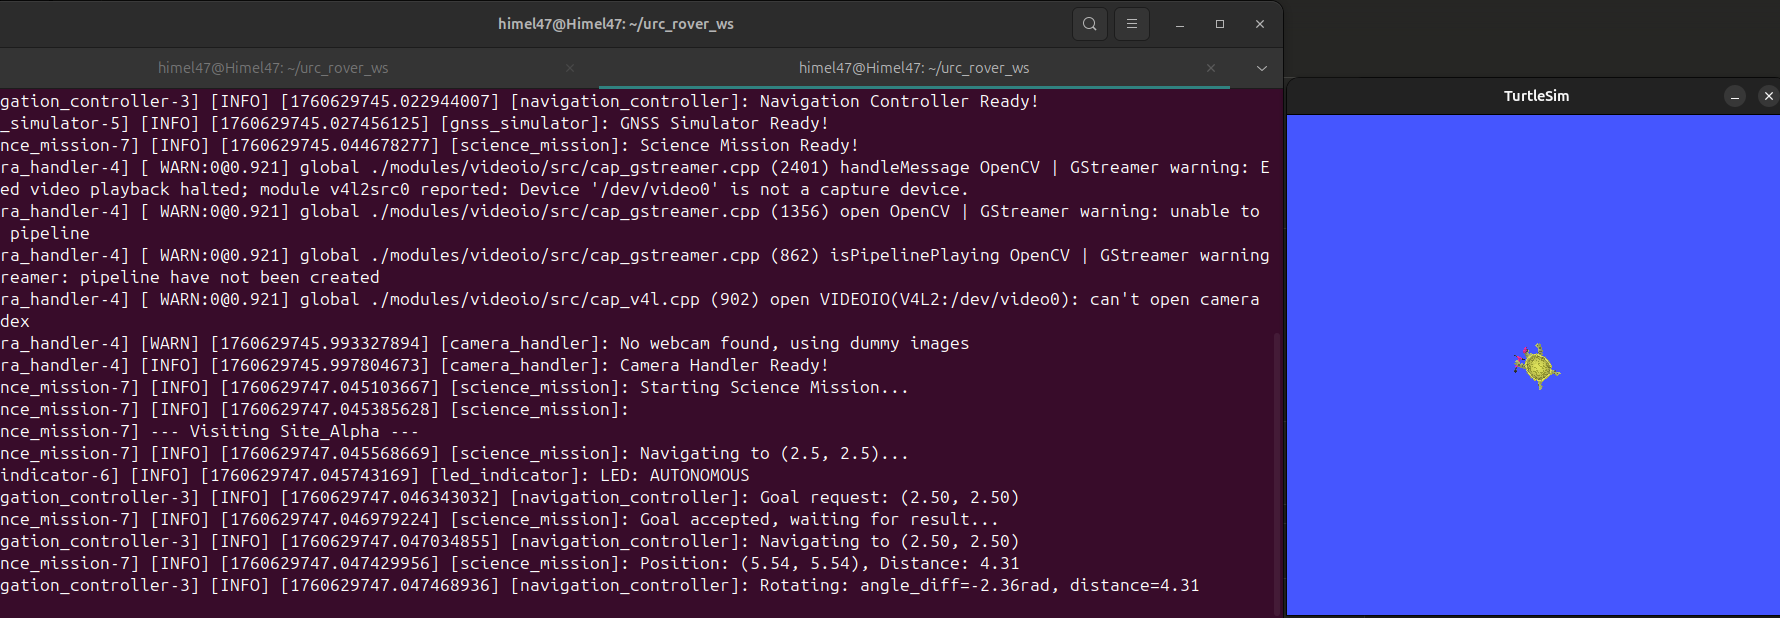 himel47@Himel47: ~/urc_rover_ws
himel47@Himel47: ~/urc_rover_ws
himel47@Himel47: ~/urc_rover_ws
gation_controller-3] [INFO] [1760629745.022944007] [navigation_controller]: Navigation Controller Ready!
_simulator-5] [INFO] [1760629745.027456125] [gnss_simulator]: GNSS Simulator Ready!
nce_mission-7] [INFO] [1760629745.044678277] [science_mission]: Science Mission Ready!
ra_handler-4] [ WARN:0@0.921] global ./modules/videoio/src/cap_gstreamer.cpp (2401) handleMessage OpenCV | GStreamer warning: E
ed video playback halted; module v4l2src0 reported: Device '/dev/video0' is not a capture device.
ra_handler-4] [ WARN:0@0.921] global ./modules/videoio/src/cap_gstreamer.cpp (1356) open OpenCV | GStreamer warning: unable to
pipeline
ra_handler-4] [ WARN:0@0.921] global ./modules/videoio/src/cap_gstreamer.cpp (862) isPipelinePlaying OpenCV | GStreamer warning
reamer: pipeline have not been created
ra_handler-4] [ WARN:0@0.921] global ./modules/videoio/src/cap_v4l.cpp (902) open VIDEOIO(V4L2:/dev/video0): can't open camera
dex
ra_handler-4] [WARN] [1760629745.993327894] [camera_handler]: No webcam found, using dummy images
ra_handler-4] [INFO] [1760629745.997804673] [camera_handler]: Camera Handler Ready!
nce_mission-7] [INFO] [1760629747.045103667] [science_mission]: Starting Science Mission...
nce_mission-7] [INFO] [1760629747.045385628] [science_mission]:
nce_mission-7] --- Visiting Site_Alpha ---
nce_mission-7] [INFO] [1760629747.045568669] [science_mission]: Navigating to (2.5, 2.5)...
indicator-6] [INFO] [1760629747.045743169] [led_indicator]: LED: AUTONOMOUS
gation_controller-3] [INFO] [1760629747.046343032] [navigation_controller]: Goal request: (2.50, 2.50)
nce_mission-7] [INFO] [1760629747.046979224] [science_mission]: Goal accepted, waiting for result...
gation_controller-3] [INFO] [1760629747.047034855] [navigation_controller]: Navigating to (2.50, 2.50)
nce_mission-7] [INFO] [1760629747.047429956] [science_mission]: Position: (5.54, 5.54), Distance: 4.31
gation_controller-3] [INFO] [1760629747.047468936] [navigation_controller]: Rotating: angle_diff=-2.36rad, distance=4.31
TurtleSim